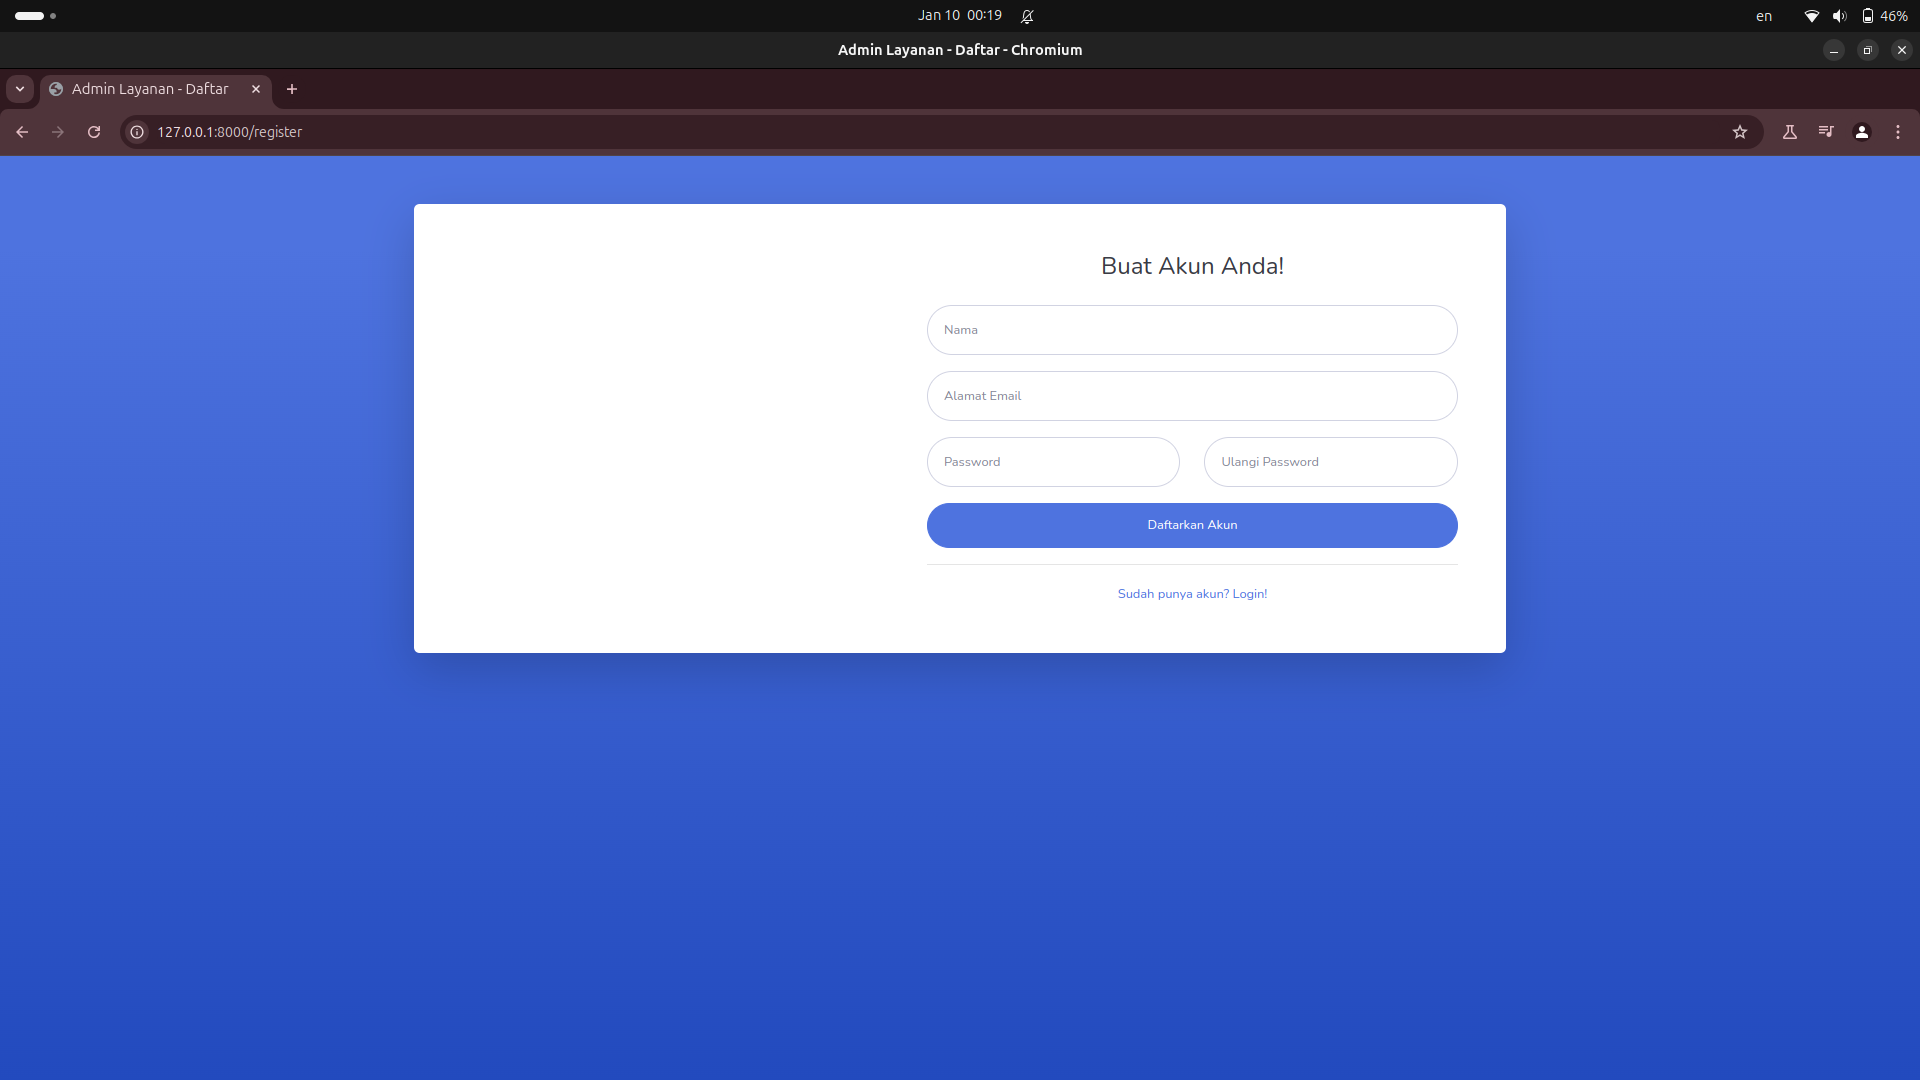 Jan 10 00:19
en
46%
Admin Layanan - Daftar - Chromium
Admin Layanan - Daftar
127.0.0.1:8000/register
Buat Akun Anda!
Nama
Alamat Email
Password
Ulangi Password
Daftarkan Akun
Sudah punya akun? Login!